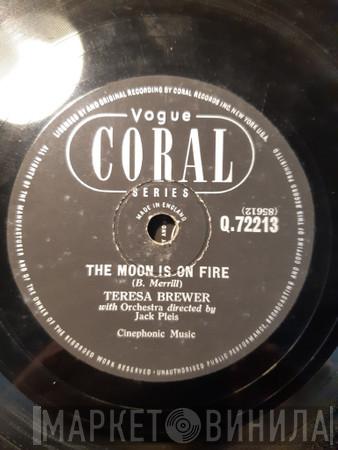 LICENSED BY AND ORIGINAL RECORDING BY CORAL RECORDS INC. NEW YORK U.S.A.
Vogue
CORAL
SERIES
MADE IN ENGLAND
(85612)
Q.72213
THE MOON IS ON FIRE
(B. Merrill)
TERESA BREWER
with Orchestra directed by
Jack Pleis
Cinephonic Music
ALL RIGHTS OF THE MANUFACTURER AND OF THE OWNER OF THE RECORDED WORK RESERVED - UNAUTHORISED PUBLIC PERFORMANCE, BROADCASTING AND COPYING OF THIS RECORD PROHIBITED
МАРКЕТ ВИНИЛА